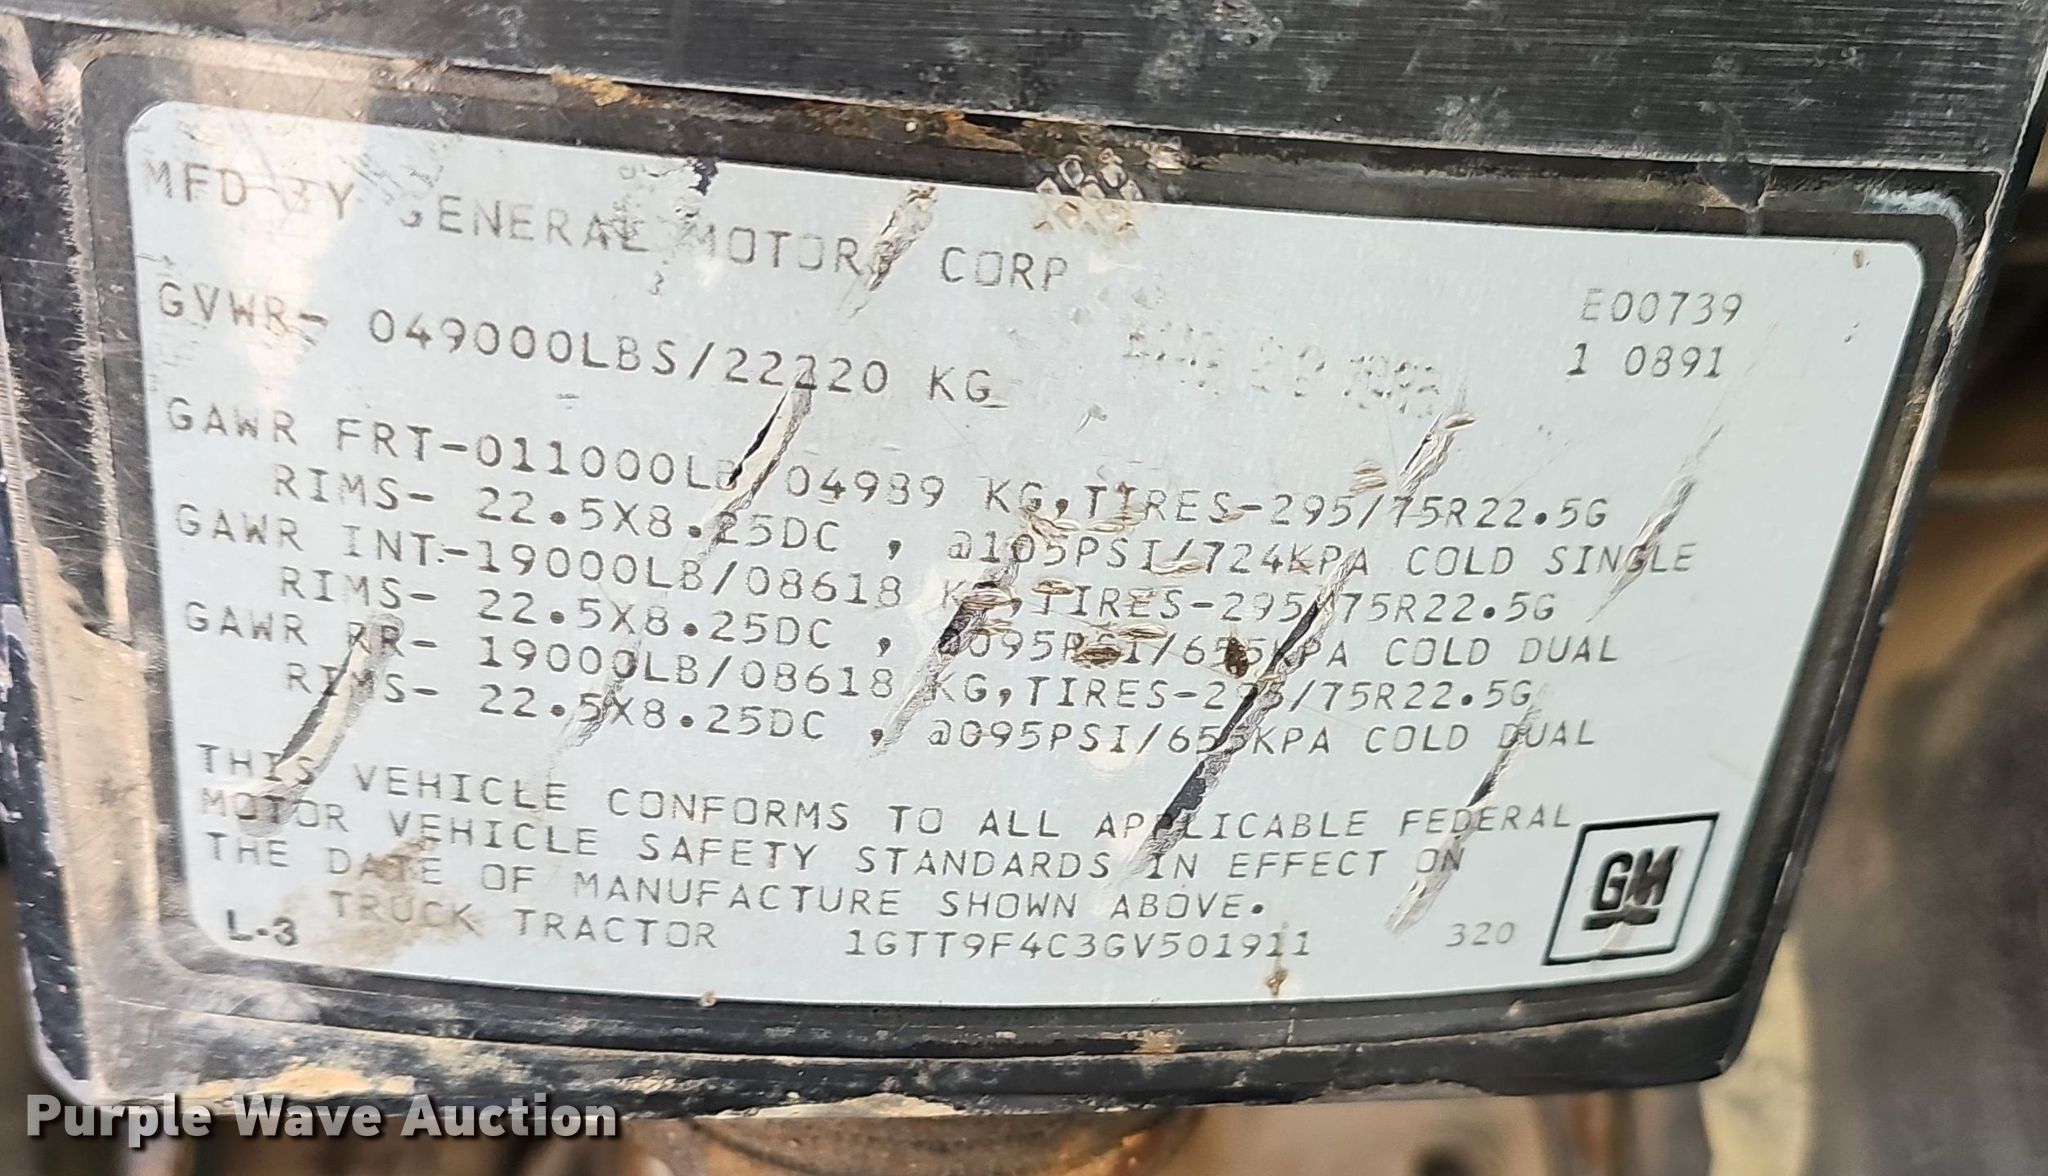 MFD BY GENERAL MOTORS CORP
E00739
GVWR- 049000LBS/22220 KG
1 0891
GAWR FRT-011000LB/04989 KG,TIRES-295/75R22.5G
RIMS- 22.5X8.25DC , @105PSI/724KPA COLD SINGLE
GAWR INT.-19000LB/08618 KG,TIRES-295/75R22.5G
RIMS- 22.5X8.25DC , @095PSI/655KPA COLD DUAL
GAWR RR- 19000LB/08618 KG,TIRES-295/75R22.5G
RIMS- 22.5X8.25DC , @095PSI/655KPA COLD DUAL
THIS VEHICLE CONFORMS TO ALL APPLICABLE FEDERAL
MOTOR VEHICLE SAFETY STANDARDS IN EFFECT ON
THE DATE OF MANUFACTURE SHOWN ABOVE.
L-3 TRUCK TRACTOR 1GTT9F4C3GV501911 320
GM
Purple Wave Auction